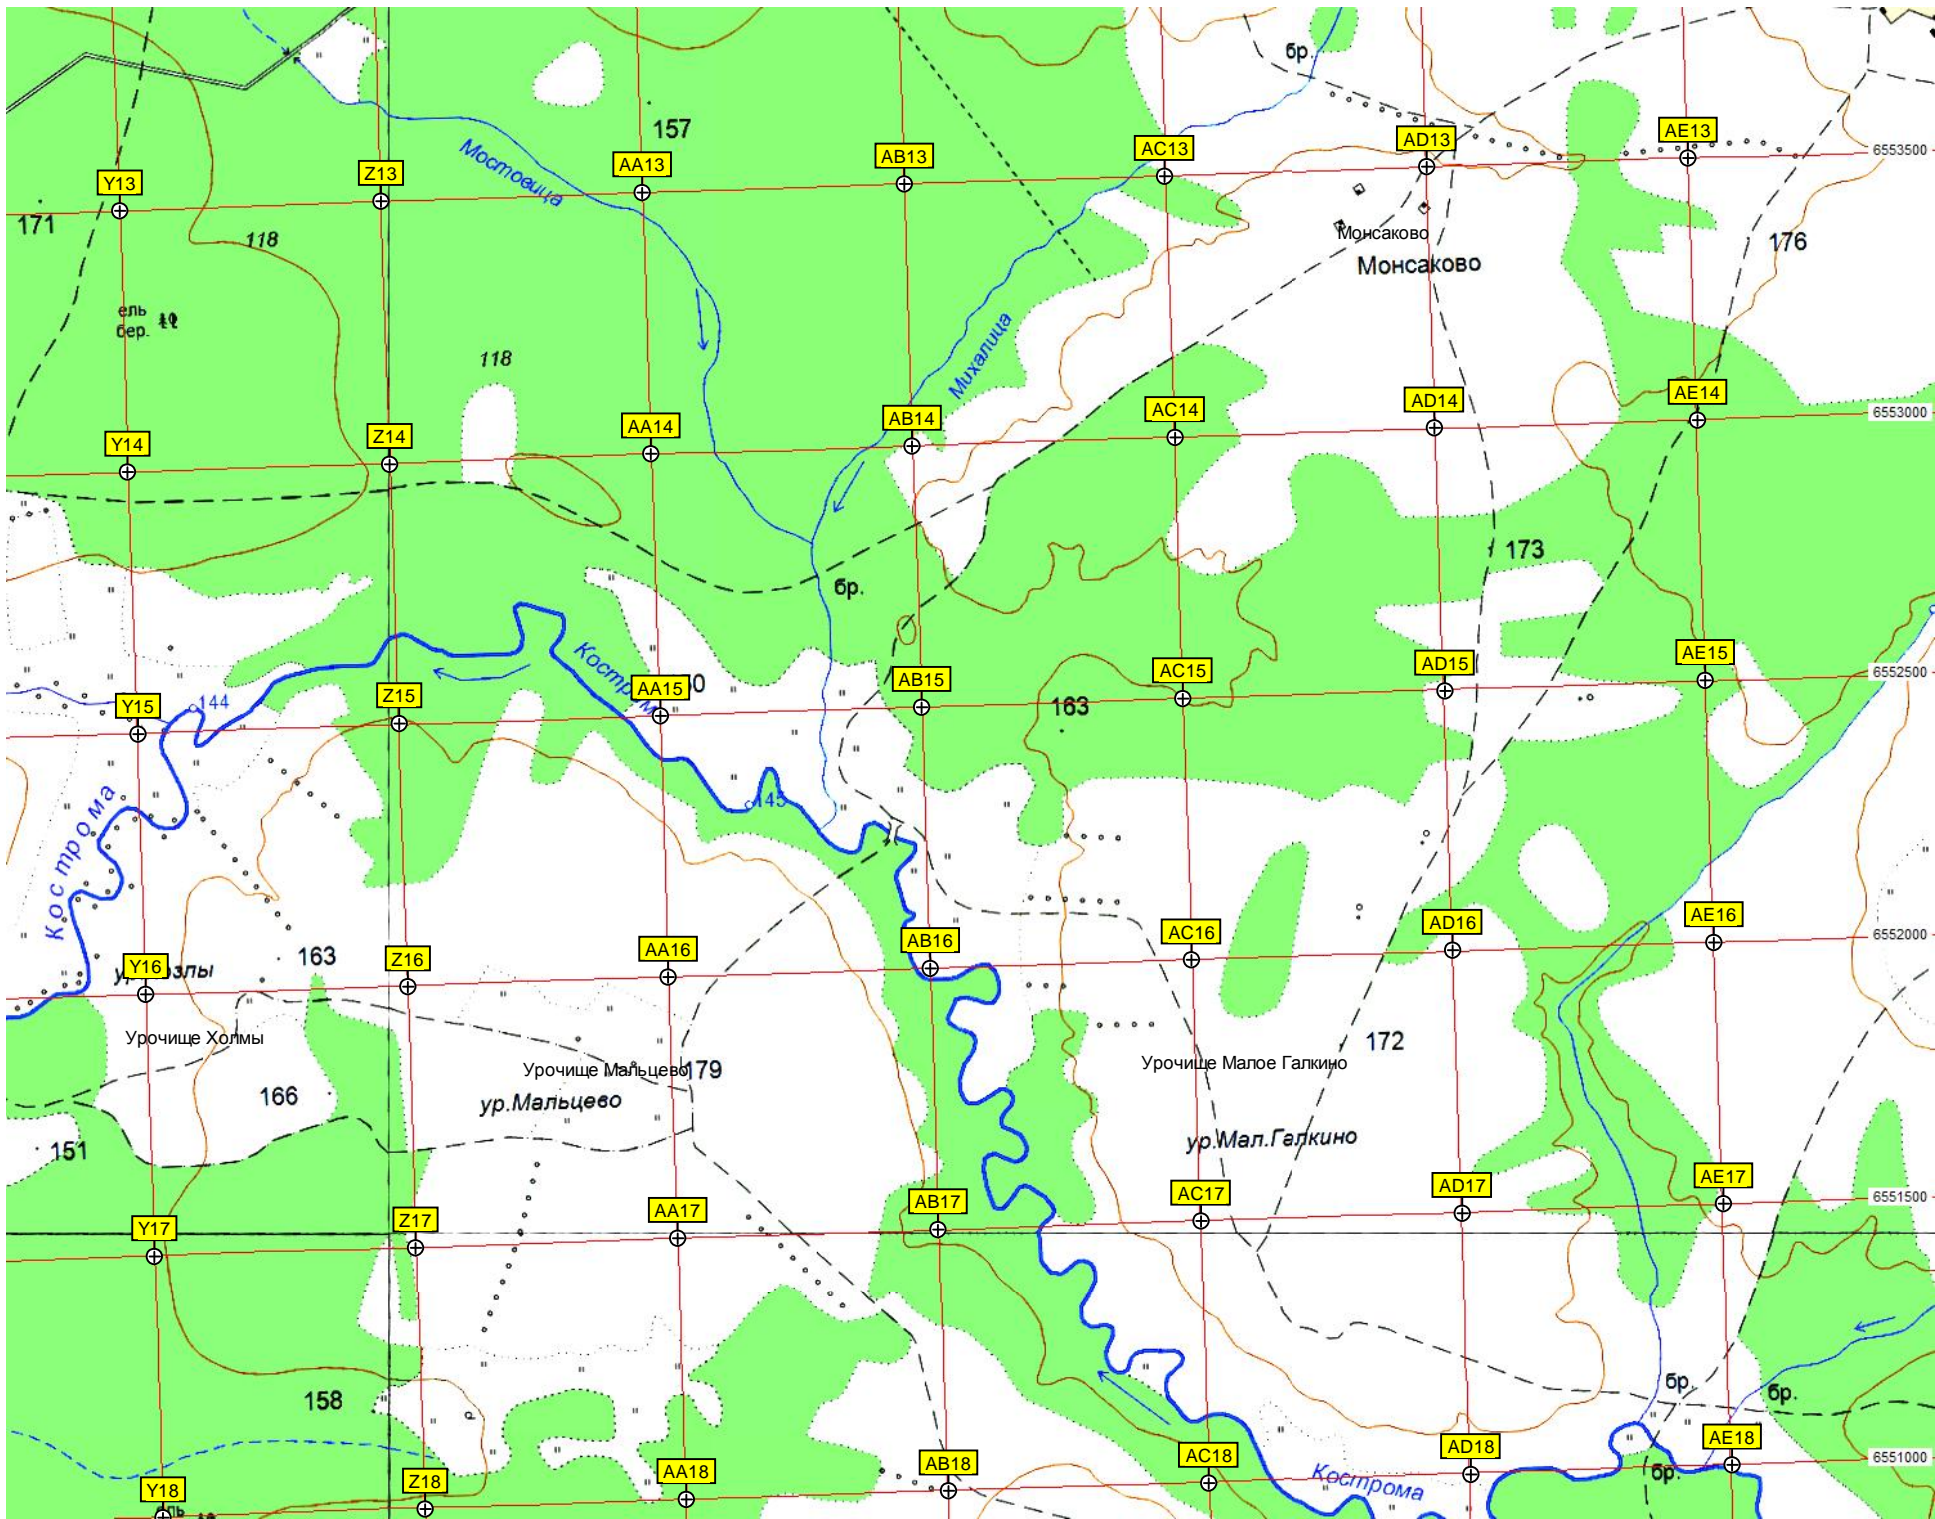 бр.
157
AD13
AE13
6553500
AC13
AB13
Мостовица
AA13
Z13
Y13
171
118
Монсаково
176
Монсаково
ель
бер.
Михалица
118
AE14
AD14
6553000
AC14
AB14
AA14
Z14
Y14
173
бр.
AE15
6552500
AD15
AC15
AB15
Кострома
AA15
Z15
144
Y15
163
145
Кострома
AE16
6552000
AD16
AC16
AB16
AA16
Z16
163
Y16
Урочище Холмы
172
Урочище Малое Галкино
Урочище Мальцево
179
166
ур.Мальцево
ур.Мал.Галкино
151
AE17
6551500
AD17
AC17
AB17
AA17
Z17
Y17
бр.
бр.
158
AE18
AD18
6551000
AC18
AB18
AA18
Z18
Y18
бр.
Кострома